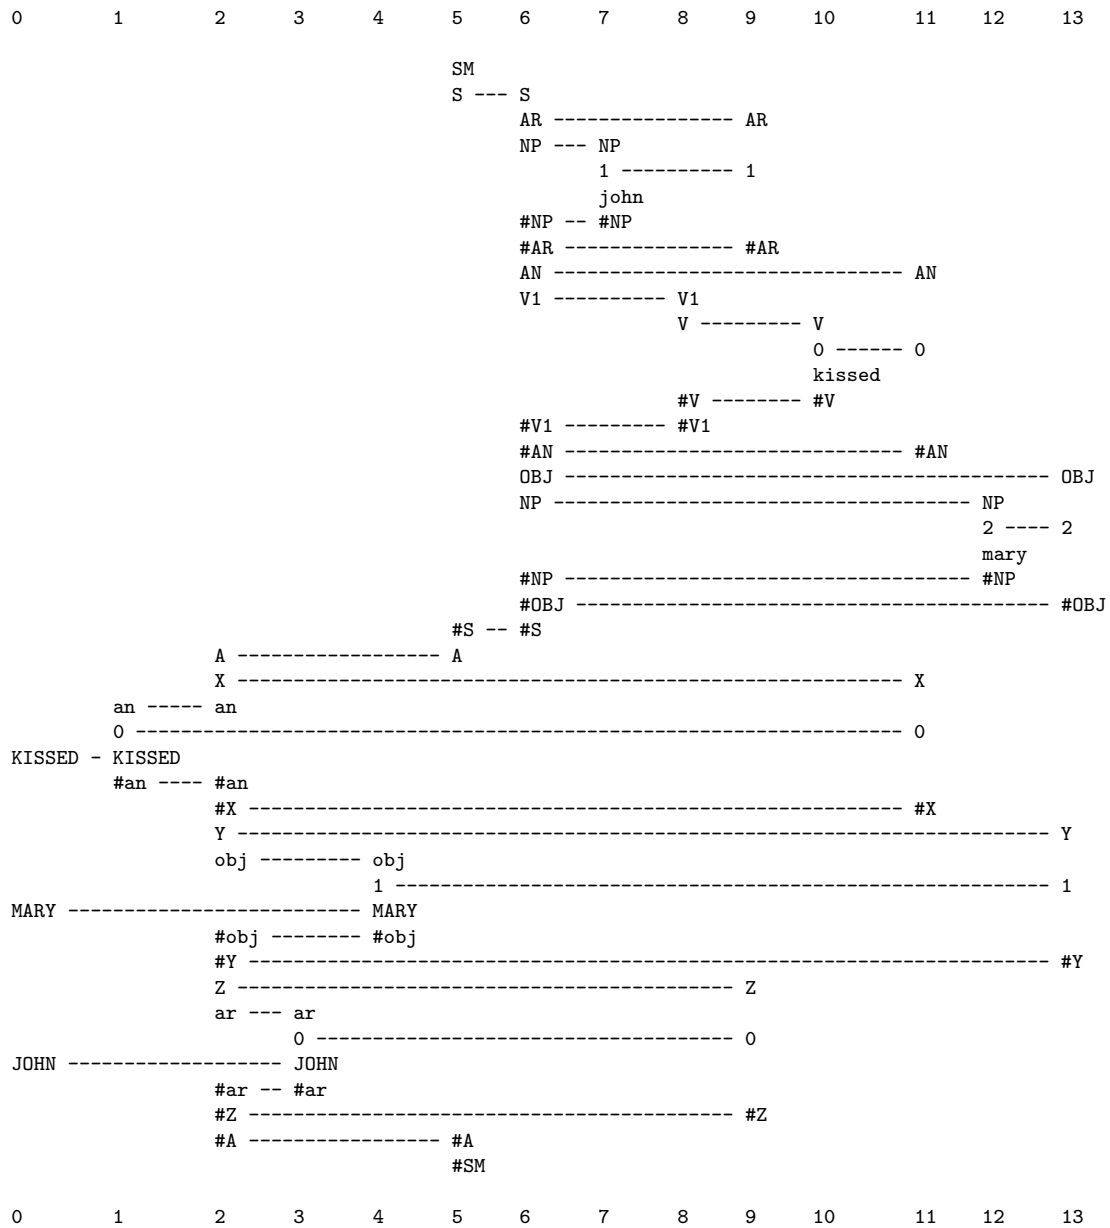 0 1 2 3 4 5 6 7 8 9 10 11 12 13
SM
S --- S
AR ---------------- AR
NP --- NP
1 ---------- 1
john
#NP -- #NP
#AR --------------- #AR
AN ------------------------------- AN
V1 ---------- V1
V --------- V
0 ------ 0
kissed
#V -------- #V
#V1 --------- #V1
#AN ------------------------------ #AN
OBJ ------------------------------------------ OBJ
NP ------------------------------------- NP
2 ---- 2
mary
#NP ------------------------------------ #NP
#OBJ ------------------------------------------ #OBJ
#S -- #S
A ------------------ A
X ----------------------------------------------------------- X
an ----- an
0 -------------------------------------------------------------------- 0
KISSED - KISSED
#an ---- #an
#X ---------------------------------------------------------- #X
Y ------------------------------------------------------------------------ Y
obj --------- obj
1 ---------------------------------------------------------- 1
MARY -------------------------- MARY
#obj -------- #obj
#Y ----------------------------------------------------------------------- #Y
Z -------------------------------------------- Z
ar --- ar
0 ------------------------------------- 0
JOHN ------------------- JOHN
#ar -- #ar
#Z ------------------------------------------- #Z
#A ----------------- #A
#SM
0 1 2 3 4 5 6 7 8 9 10 11 12 13